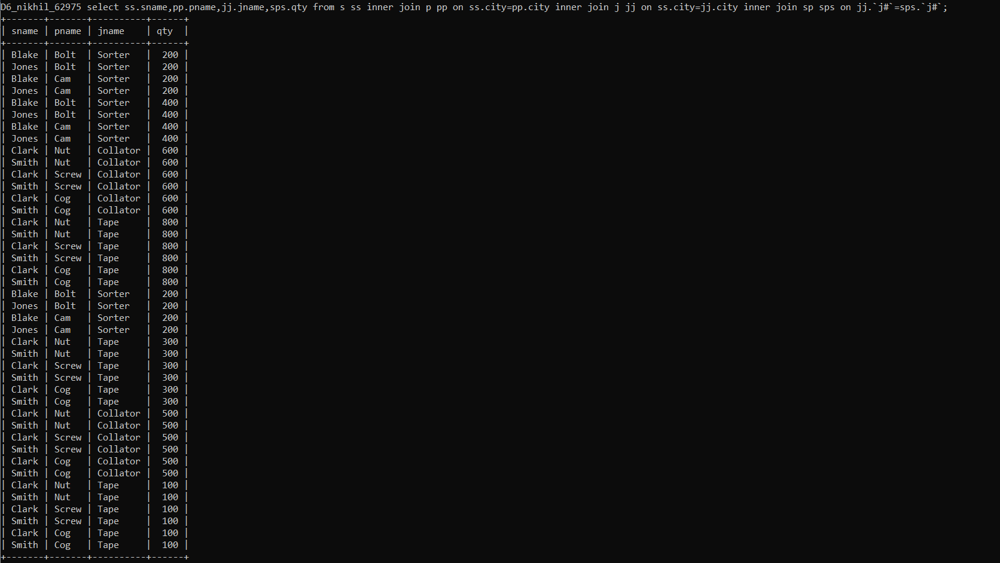 D6_nikhil_62975 select ss.sname,pp.pname,jj.jname,sps.qty from s ss inner join p pp on ss.city=pp.city inner join j jj on ss.city=jj.city inner join sp sps on jj.`j#`=sps.`j#`;
+-------+-------+----------+------+
| sname | pname | jname    | qty  |
+-------+-------+----------+------+
| Blake | Bolt  | Sorter   |  200 |
| Jones | Bolt  | Sorter   |  200 |
| Blake | Cam   | Sorter   |  200 |
| Jones | Cam   | Sorter   |  200 |
| Blake | Bolt  | Sorter   |  400 |
| Jones | Bolt  | Sorter   |  400 |
| Blake | Cam   | Sorter   |  400 |
| Jones | Cam   | Sorter   |  400 |
| Clark | Nut   | Collator |  600 |
| Smith | Nut   | Collator |  600 |
| Clark | Screw | Collator |  600 |
| Smith | Screw | Collator |  600 |
| Clark | Cog   | Collator |  600 |
| Smith | Cog   | Collator |  600 |
| Clark | Nut   | Tape     |  800 |
| Smith | Nut   | Tape     |  800 |
| Clark | Screw | Tape     |  800 |
| Smith | Screw | Tape     |  800 |
| Clark | Cog   | Tape     |  800 |
| Smith | Cog   | Tape     |  800 |
| Blake | Bolt  | Sorter   |  200 |
| Jones | Bolt  | Sorter   |  200 |
| Blake | Cam   | Sorter   |  200 |
| Jones | Cam   | Sorter   |  200 |
| Clark | Nut   | Tape     |  300 |
| Smith | Nut   | Tape     |  300 |
| Clark | Screw | Tape     |  300 |
| Smith | Screw | Tape     |  300 |
| Clark | Cog   | Tape     |  300 |
| Smith | Cog   | Tape     |  300 |
| Clark | Nut   | Collator |  500 |
| Smith | Nut   | Collator |  500 |
| Clark | Screw | Collator |  500 |
| Smith | Screw | Collator |  500 |
| Clark | Cog   | Collator |  500 |
| Smith | Cog   | Collator |  500 |
| Clark | Nut   | Tape     |  100 |
| Smith | Nut   | Tape     |  100 |
| Clark | Screw | Tape     |  100 |
| Smith | Screw | Tape     |  100 |
| Clark | Cog   | Tape     |  100 |
| Smith | Cog   | Tape     |  100 |
+-------+-------+----------+------+